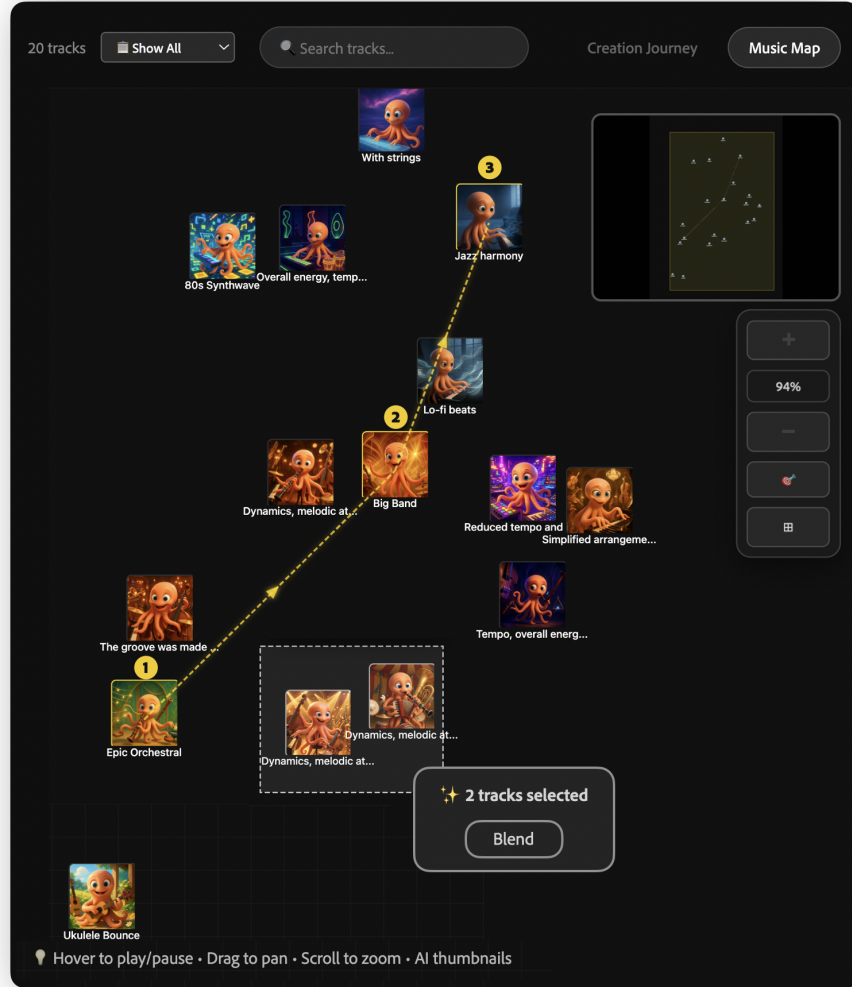 20 tracks
Show All
Search tracks...
Creation Journey
Music Map
With strings
3
Jazz harmony
80s Synthwave
Overall energy, temp...
Lo-fi beats
94%
2
Dynamics, melodic at...
Big Band
Reduced tempo and
Simplified arrangeme...
The groove was made ...
Tempo, overall energ...
1
Epic Orchestral
Dynamics, melodic at...
Dynamics, melodic at...
2 tracks selected
Blend
Ukulele Bounce
Hover to play/pause • Drag to pan • Scroll to zoom • AI thumbnails